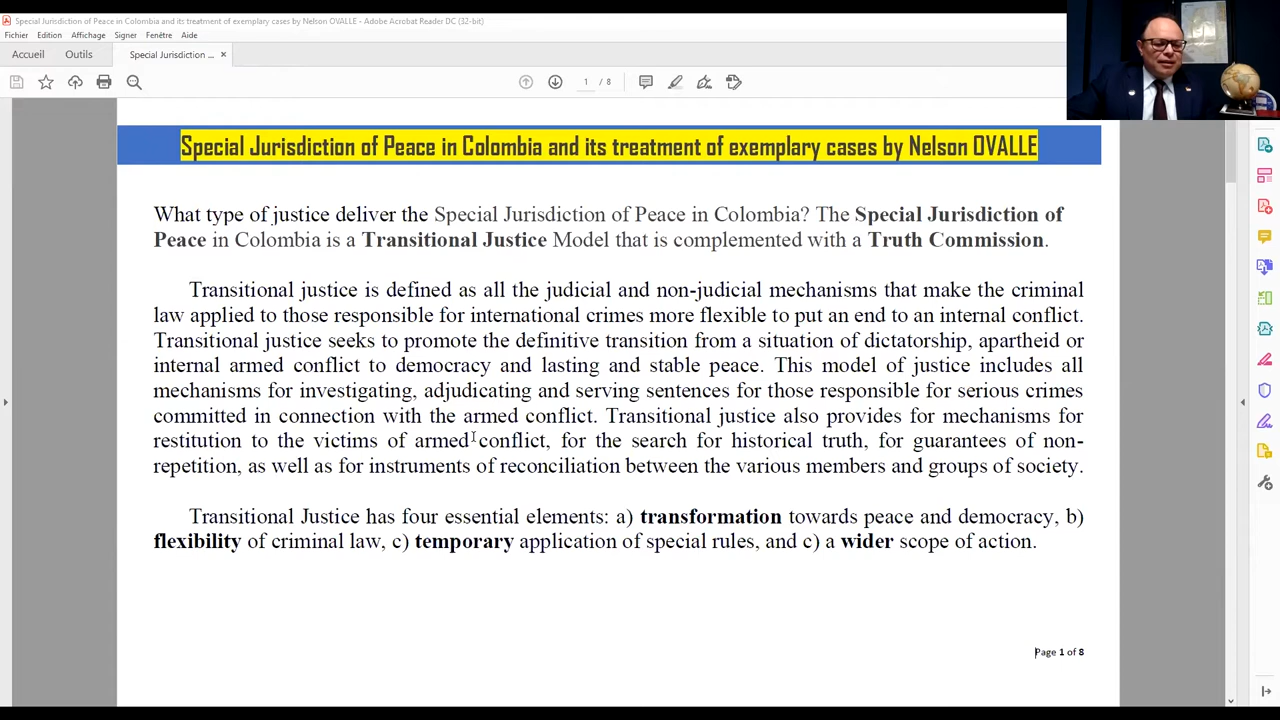 Special Jurisdiction of Peace in Colombia and its treatment of exemplary cases by Nelson OVALLE - Adobe Acrobat Reader DC (32-bit)
Fichier Edition Affichage Signer Fenêtre Aide
Accueil Outils Special Jurisdiction ... ×
1 / 8
Special Jurisdiction of Peace in Colombia and its treatment of exemplary cases by Nelson OVALLE
What type of justice deliver the Special Jurisdiction of Peace in Colombia? The Special Jurisdiction of
Peace in Colombia is a Transitional Justice Model that is complemented with a Truth Commission.
Transitional justice is defined as all the judicial and non-judicial mechanisms that make the criminal
law applied to those responsible for international crimes more flexible to put an end to an internal conflict.
Transitional justice seeks to promote the definitive transition from a situation of dictatorship, apartheid or
internal armed conflict to democracy and lasting and stable peace. This model of justice includes all
mechanisms for investigating, adjudicating and serving sentences for those responsible for serious crimes
committed in connection with the armed conflict. Transitional justice also provides for mechanisms for
restitution to the victims of armed conflict, for the search for historical truth, for guarantees of non-
repetition, as well as for instruments of reconciliation between the various members and groups of society.
Transitional Justice has four essential elements: a) transformation towards peace and democracy, b)
flexibility of criminal law, c) temporary application of special rules, and c) a wider scope of action.
Page 1 of 8